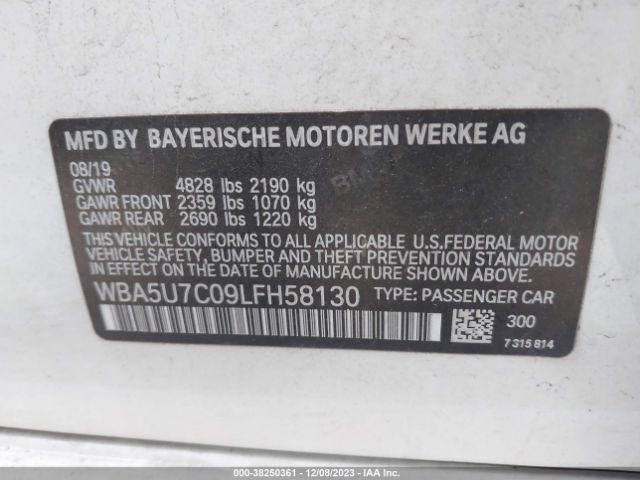 MFD BY BAYERISCHE MOTOREN WERKE AG
08/19
GVWR 4828 lbs 2190 kg
GAWR FRONT 2359 lbs 1070 kg
GAWR REAR 2690 lbs 1220 kg
THIS VEHICLE CONFORMS TO ALL APPLICABLE U.S.FEDERAL MOTOR
VEHICLE SAFETY, BUMPER AND THEFT PREVENTION STANDARDS
IN EFFECT ON THE DATE OF MANUFACTURE SHOWN ABOVE.
WBA5U7C09LFH58130 TYPE: PASSENGER CAR
300
7 315 814
000-38250361 - 12/08/2023 - IAA Inc.